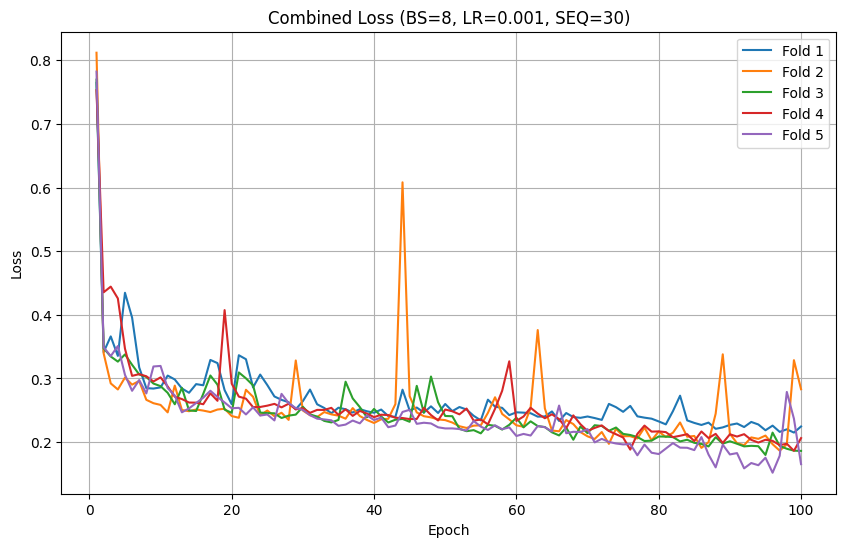 Combined Loss (BS=8, LR=0.001, SEQ=30)
Fold 1
Fold 2
Fold 3
Fold 4
Fold 5
Loss
0.8
0.7
0.6
0.5
0.4
0.3
0.2
0 20 40 60 80 100
Epoch